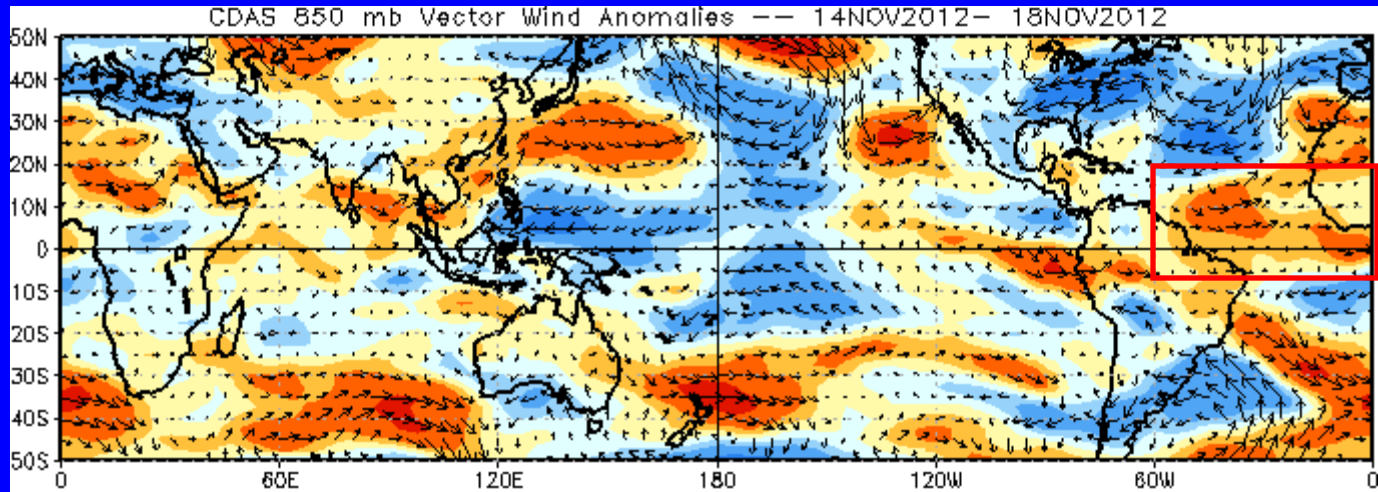 CDAS 850 mb Vector Wind Anomalies -- 14NOV2012- 18NOV2012
50N
40N
30N
20N
10N
0
10S
20S
30S
40S
50S
0 60E 120E 180 120W 60W 0